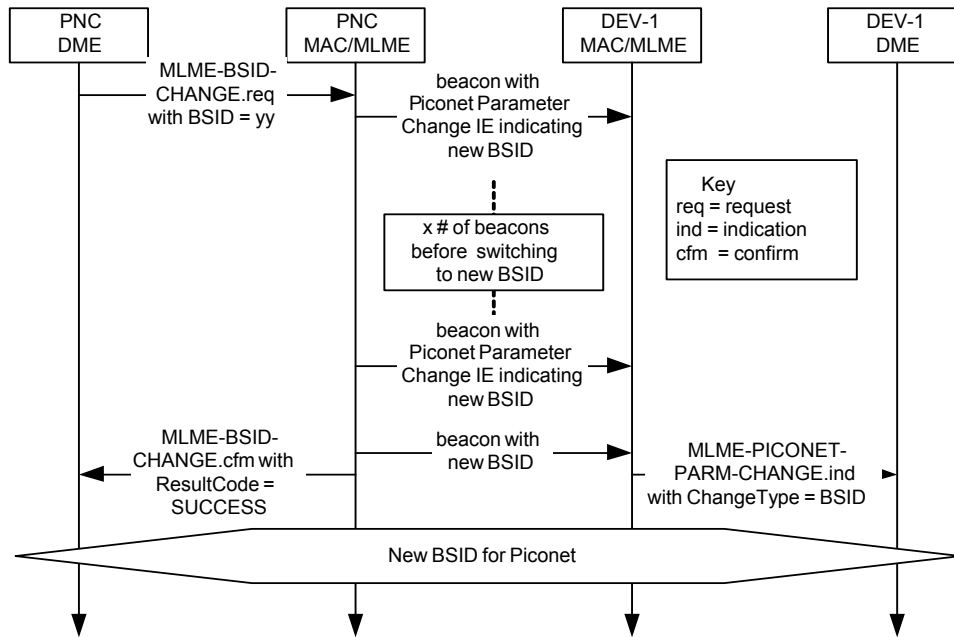 PNC
DME
PNC
MAC/MLME
DEV-1
MAC/MLME
DEV-1
DME
MLME-BSID-
CHANGE.req
with BSID = yy
beacon with
Piconet Parameter
Change IE indicating
new BSID
Key
req = request
ind = indication
cfm = confirm
x # of beacons
before switching
to new BSID
beacon with
Piconet Parameter
Change IE indicating
new BSID
MLME-BSID-
CHANGE.cfm with
ResultCode =
SUCCESS
beacon with
new BSID
MLME-PICONET-
PARM-CHANGE.ind
with ChangeType = BSID
New BSID for Piconet